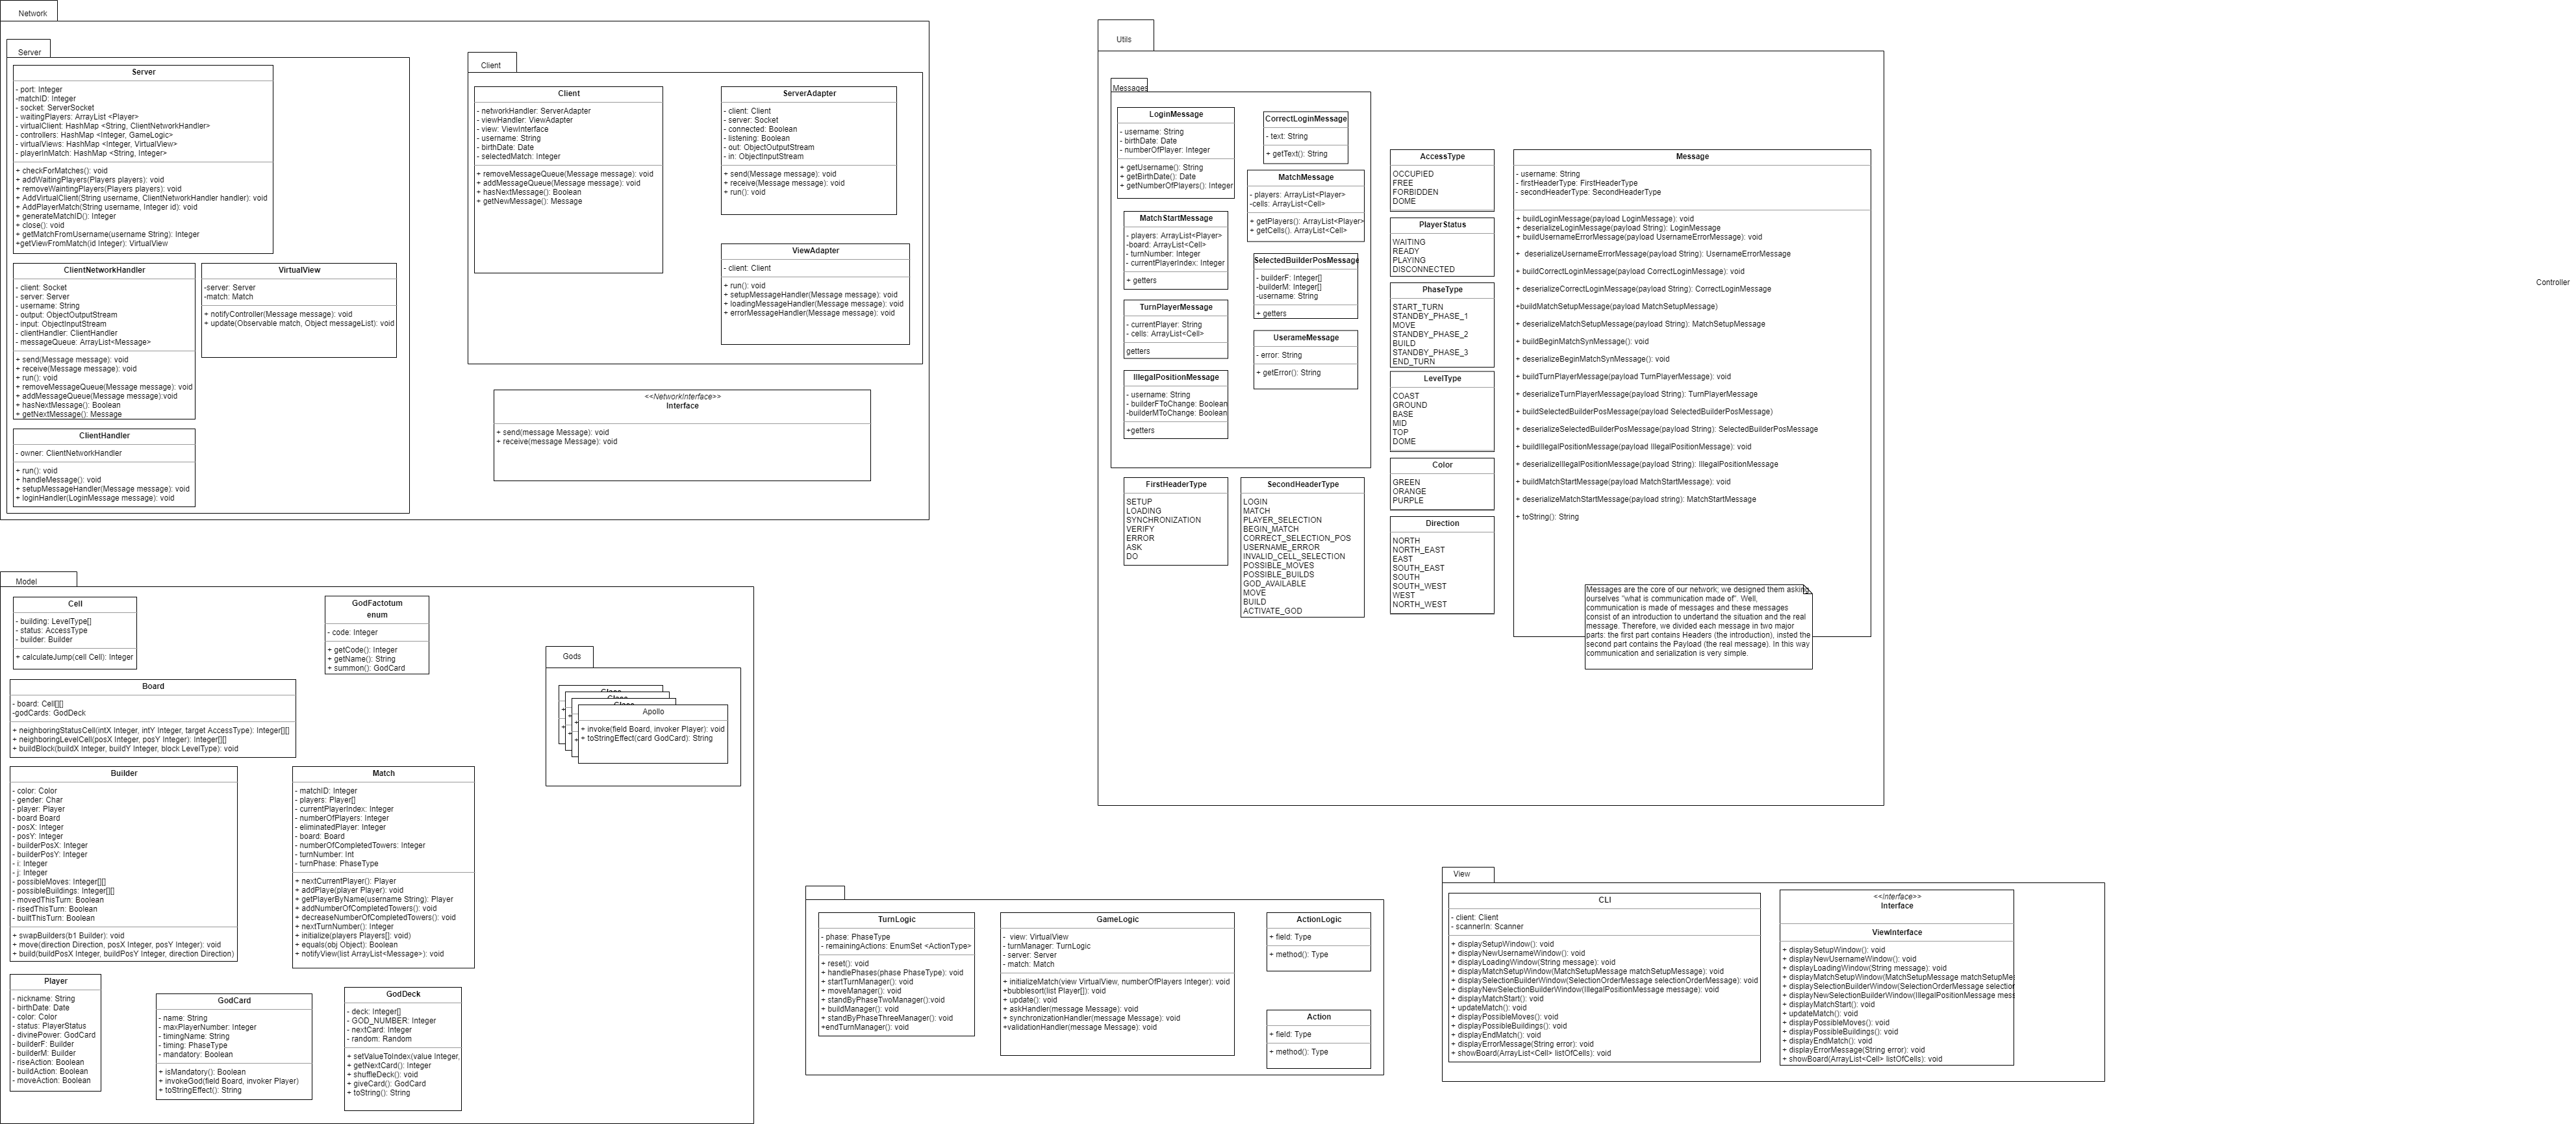 Network
Server
Server
- port: Integer
-matchID: Integer
- socket: ServerSocket
- waitingPlayers: ArrayList <Player>
- virtualClient: HashMap <String, ClientNetworkHandler>
- controllers: HashMap <Integer, GameLogic>
- virtualViews: HashMap <Integer, VirtualView>
- playerInMatch: HashMap <String, Integer>
+ checkForMatches(): void
+ addWaitingPlayers(Players players): void
+ removeWaintingPlayers(Players players): void
+ AddVirtualClient(String username, ClientNetworkHandler handler): void
+ AddPlayerMatch(String username, Integer id): void
+ generateMatchID(): Integer
+ close(): void
+ getMatchFromUsername(username String): Integer
+getViewFromMatch(id Integer): VirtualView
ClientNetworkHandler
- client: Socket
- server: Server
- username: String
- output: ObjectOutputStream
- input: ObjectInputStream
- clientHandler: ClientHandler
- messageQueue: ArrayList<Message>
+ send(Message message): void
+ receive(Message message): void
+ run(): void
+ removeMessageQueue(Message message): void
+ addMessageQueue(Message message):void
+ hasNextMessage(): Boolean
+ getNextMessage(): Message
VirtualView
-server: Server
-match: Match
+ notifyController(Message message): void
+ update(Observable match, Object messageList): void
ClientHandler
- owner: ClientNetworkHandler
+ run(): void
+ handleMessage(): void
+ setupMessageHandler(Message message): void
+ loginHandler(LoginMessage message): void
Client
Client
- networkHandler: ServerAdapter
- viewHandler: ViewAdapter
- view: ViewInterface
- username: String
- birthDate: Date
- selectedMatch: Integer
+ removeMessageQueue(Message message): void
+ addMessageQueue(Message message): void
+ hasNextMessage(): Boolean
+ getNewMessage(): Message
ServerAdapter
- client: Client
- server: Socket
- connected: Boolean
- listening: Boolean
- out: ObjectOutputStream
- in: ObjectInputStream
+ send(Message message): void
+ receive(Message message): void
+ run(): void
ViewAdapter
- client: Client
+ run(): void
+ setupMessageHandler(Message message): void
+ loadingMessageHandler(Message message): void
+ errorMessageHandler(Message message): void
<<NetworkInterface>>
Interface
+ send(message Message): void
+ receive(message Message): void
Utils
Messages
LoginMessage
- username: String
- birthDate: Date
- numberOfPlayer: Integer
+ getUsername(): String
+ getBirthDate(): Date
+ getNumberOfPlayers(): Integer
CorrectLoginMessage
- text: String
+ getText(): String
MatchMessage
- players: ArrayList<Player>
-cells: ArrayList<Cell>
+ getPlayers(): ArrayList<Player>
+ getCells(). ArrayList<Cell>
MatchStartMessage
- players: ArrayList<Player>
-board: ArrayList<Cell>
- turnNumber: Integer
- currentPlayerIndex: Integer
+ getters
SelectedBuilderPosMessage
- builderF: Integer[]
-builderM: Integer[]
-username: String
+ getters
TurnPlayerMessage
- currentPlayer: String
- cells: ArrayList<Cell>
getters
UserameMessage
- error: String
+ getError(): String
IllegalPositionMessage
- username: String
- builderFToChange: Boolean
-builderMToChange: Boolean
+getters
FirstHeaderType
SETUP
LOADING
SYNCHRONIZATION
VERIFY
ERROR
ASK
DO
SecondHeaderType
LOGIN
MATCH
PLAYER_SELECTION
BEGIN_MATCH
CORRECT_SELECTION_POS
USERNAME_ERROR
INVALID_CELL_SELECTION
POSSIBLE_MOVES
POSSIBLE_BUILDS
GOD_AVAILABLE
MOVE
BUILD
ACTIVATE_GOD
AccessType
OCCUPIED
FREE
FORBIDDEN
DOME
PlayerStatus
WAITING
READY
PLAYING
DISCONNECTED
PhaseType
START_TURN
STANDBY_PHASE_1
MOVE
STANDBY_PHASE_2
BUILD
STANDBY_PHASE_3
END_TURN
LevelType
COAST
GROUND
BASE
MID
TOP
DOME
Color
GREEN
ORANGE
PURPLE
Direction
NORTH
NORTH_EAST
EAST
SOUTH_EAST
SOUTH
SOUTH_WEST
WEST
NORTH_WEST
Message
- username: String
- firstHeaderType: FirstHeaderType
- secondHeaderType: SecondHeaderType
+ buildLoginMessage(payload LoginMessage): void
+ deserializeLoginMessage(payload String): LoginMessage
+ buildUsernameErrorMessage(payload UsernameErrorMessage): void
+ deserializeUsernameErrorMessage(payload String): UsernameErrorMessage
+ buildCorrectLoginMessage(payload CorrectLoginMessage): void
+ deserializeCorrectLoginMessage(payload String): CorrectLoginMessage
+buildMatchSetupMessage(payload MatchSetupMessage)
+ deserializeMatchSetupMessage(payload String): MatchSetupMessage
+ buildBeginMatchSynMessage(): void
+ deserializeBeginMatchSynMessage(): void
+ buildTurnPlayerMessage(payload TurnPlayerMessage): void
+ deserializeTurnPlayerMessage(payload String): TurnPlayerMessage
+ buildSelectedBuilderPosMessage(payload SelectedBuilderPosMessage)
+ deserializeSelectedBuilderPosMessage(payload String): SelectedBuilderPosMessage
+ buildIllegalPositionMessage(payload IllegalPositionMessage): void
+ deserializeIllegalPositionMessage(payload String): IllegalPositionMessage
+ buildMatchStartMessage(payload MatchStartMessage): void
+ deserializeMatchStartMessage(payload string): MatchStartMessage
+ toString(): String
Messages are the core of our network; we designed them asking
ourselves "what is communication made of". Well,
communication is made of messages and these messages
consist of an introduction to undertand the situation and the real
message. Therefore, we divided each message in two major
parts: the first part contains Headers (the introduction), insted the
second part contains the Payload (the real message). In this way
communication and serialization is very simple.
Controller
Model
Cell
- building: LevelType[]
- status: AccessType
- builder: Builder
+ calculateJump(cell Cell): Integer
GodFactotum
enum
- code: Integer
+ getCode(): Integer
+ getName(): String
+ summon(): GodCard
Board
- board: Cell[][]
-godCards: GodDeck
+ neighboringStatusCell(intX Integer, intY Integer, target AccessType): Integer[][]
+ neighboringLevelCell(posX Integer, posY Integer): Integer[][]
+ buildBlock(buildX Integer, buildY Integer, block LevelType): void
Gods
Class
Class
Class
Apollo
+ invoke(field Board, invoker Player): void
+ toStringEffect(card GodCard): String
Builder
- color: Color
- gender: Char
- player: Player
- board Board
- posX: Integer
- posY: Integer
- builderPosX: Integer
- builderPosY: Integer
- i: Integer
- j: Integer
- possibleMoves: Integer[][]
- possibleBuildings: Integer[][]
- movedThisTurn: Boolean
- risedThisTurn: Boolean
- builtThisTurn: Boolean
+ swapBuilders(b1 Builder): void
+ move(direction Direction, posX Integer, posY Integer): void
+ build(buildPosX Integer, buildPosY Integer, direction Direction)
Match
- matchID: Integer
- players: Player[]
- currentPlayerIndex: Integer
- numberOfPlayers: Integer
- eliminatedPlayer: Integer
- board: Board
- numberOfCompletedTowers: Integer
- turnNumber: Int
- turnPhase: PhaseType
+ nextCurrentPlayer(): Player
+ addPlaye(player Player): void
+ getPlayerByName(username String): Player
+ addNumberOfCompletedTowers(): void
+ decreaseNumberOfCompletedTowers(): void
+ nextTurnNumber(): Integer
+ initialize(players Players[]: void)
+ equals(obj Object): Boolean
+ notifyView(list ArrayList<Message>): void
Player
- nickname: String
- birthDate: Date
- color: Color
- status: PlayerStatus
- divinePower: GodCard
- builderF: Builder
- builderM: Builder
- riseAction: Boolean
- buildAction: Boolean
- moveAction: Boolean
GodCard
- name: String
- maxPlayerNumber: Integer
- timingName: String
- timing: PhaseType
- mandatory: Boolean
+ isMandatory(): Boolean
+ invokeGod(field Board, invoker Player)
+ toStringEffect(): String
GodDeck
- deck: Integer[]
- GOD_NUMBER: Integer
- nextCard: Integer
- random: Random
+ setValueToIndex(value Integer,
+ getNextCard(): Integer
+ shuffleDeck(): void
+ giveCard(): GodCard
+ toString(): String
TurnLogic
- phase: PhaseType
- remainingActions: EnumSet <ActionType>
+ reset(): void
+ handlePhases(phase PhaseType): void
+ startTurnManager(): void
+ moveManager(): void
+ standByPhaseTwoManager():void
+ buildManager(): void
+ standByPhaseThreeManager(): void
+endTurnManager(): void
GameLogic
- view: VirtualView
- turnManager: TurnLogic
- server: Server
- match: Match
+ initializeMatch(view VirtualView, numberOfPlayers Integer): void
+bubblesort(list Player[]): void
+ update(): void
+ askHandler(message Message): void
+ synchronizationHandler(message Message): void
+validationHandler(message Message): void
ActionLogic
+ field: Type
+ method(): Type
Action
+ field: Type
+ method(): Type
View
CLI
- client: Client
- scannerIn: Scanner
+ displaySetupWindow(): void
+ displayNewUsernameWindow(): void
+ displayLoadingWindow(String message): void
+ displayMatchSetupWindow(MatchSetupMessage matchSetupMessage): void
+ displaySelectionBuilderWindow(SelectionOrderMessage selectionOrderMessage): void
+ displayNewSelectionBuilderWindow(IllegalPositionMessage message): void
+ displayMatchStart(): void
+ updateMatch(): void
+ displayPossibleMoves(): void
+ displayPossibleBuildings(): void
+ displayEndMatch(): void
+ displayErrorMessage(String error): void
+ showBoard(ArrayList<Cell> listOfCells): void
<<Interface>>
Interface
ViewInterface
+ displaySetupWindow(): void
+ displayNewUsernameWindow(): void
+ displayLoadingWindow(String message): void
+ displayMatchSetupWindow(MatchSetupMessage matchSetupMes
+ displaySelectionBuilderWindow(SelectionOrderMessage selection
+ displayNewSelectionBuilderWindow(IllegalPositionMessage mess
+ displayMatchStart(): void
+ updateMatch(): void
+ displayPossibleMoves(): void
+ displayPossibleBuildings(): void
+ displayEndMatch(): void
+ displayErrorMessage(String error): void
+ showBoard(ArrayList<Cell> listOfCells): void